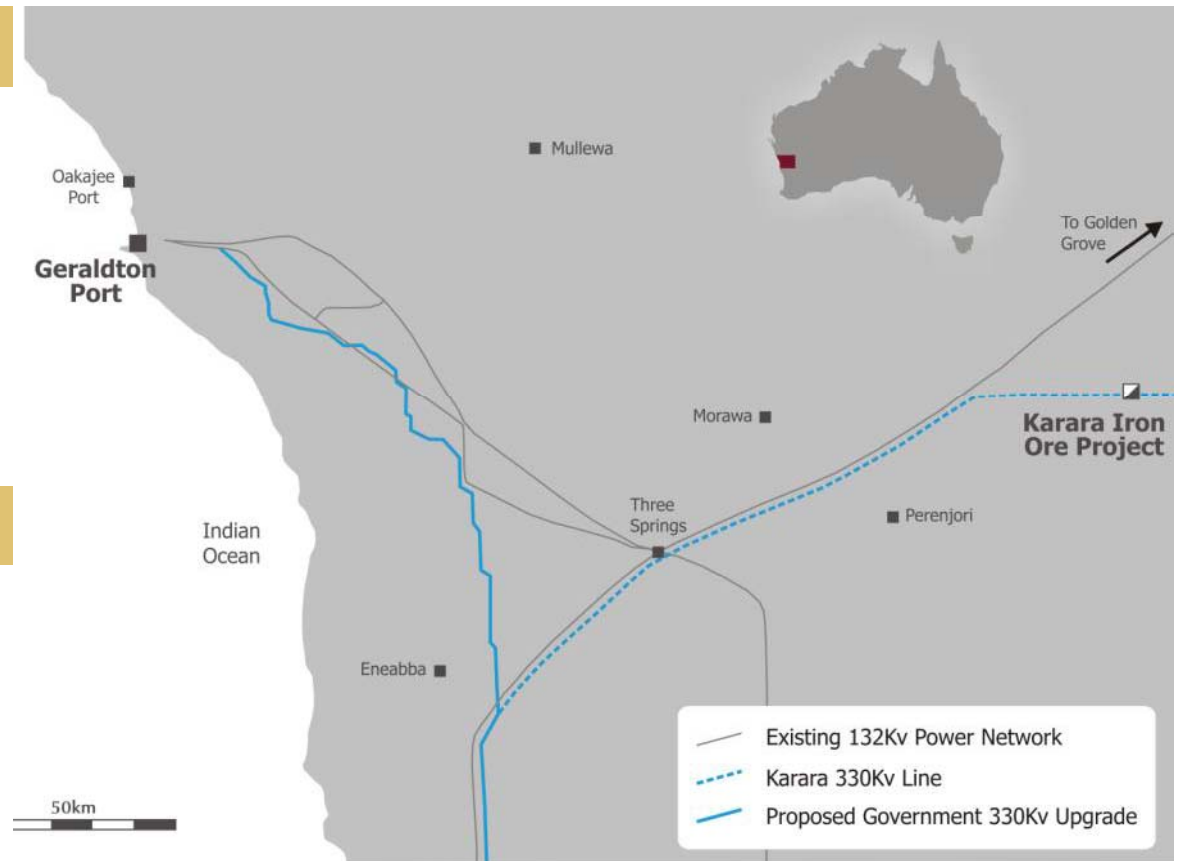 Mullewa
Oakajee
Port
To Golden
Grove
Geraldton
Port
Morawa
Karara Iron
Ore Project
Three
Springs
Perenjori
Indian
Ocean
Eneabba
Existing 132Kv Power Network
Karara 330Kv Line
Proposed Government 330Kv Upgrade
50km